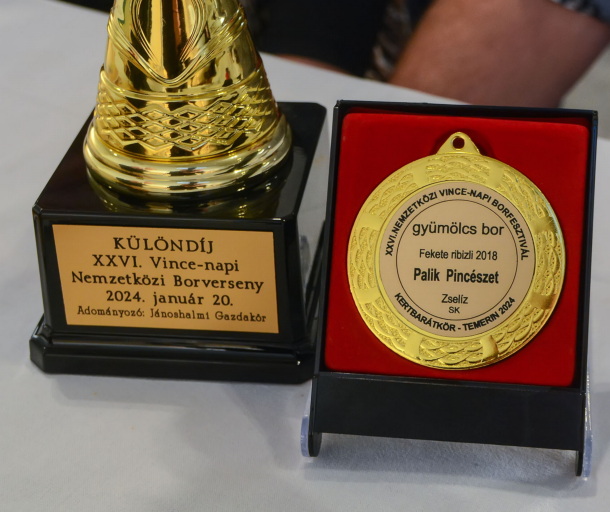 KÜLÖNDÍJ
XXVI. Vince-napi
Nemzetközi Borverseny
2024. január 20.
Adományozó: Jánoshalmi Gazdakör
XXVI.NEMZETKÖZI VINCE-NAPI BORFESZTIVÁL
gyümölcs bor
Fekete ribizli 2018
Palik Pincészet
Zselíz
SK
KERTBARÁTKÖR - TEMERIN 2024